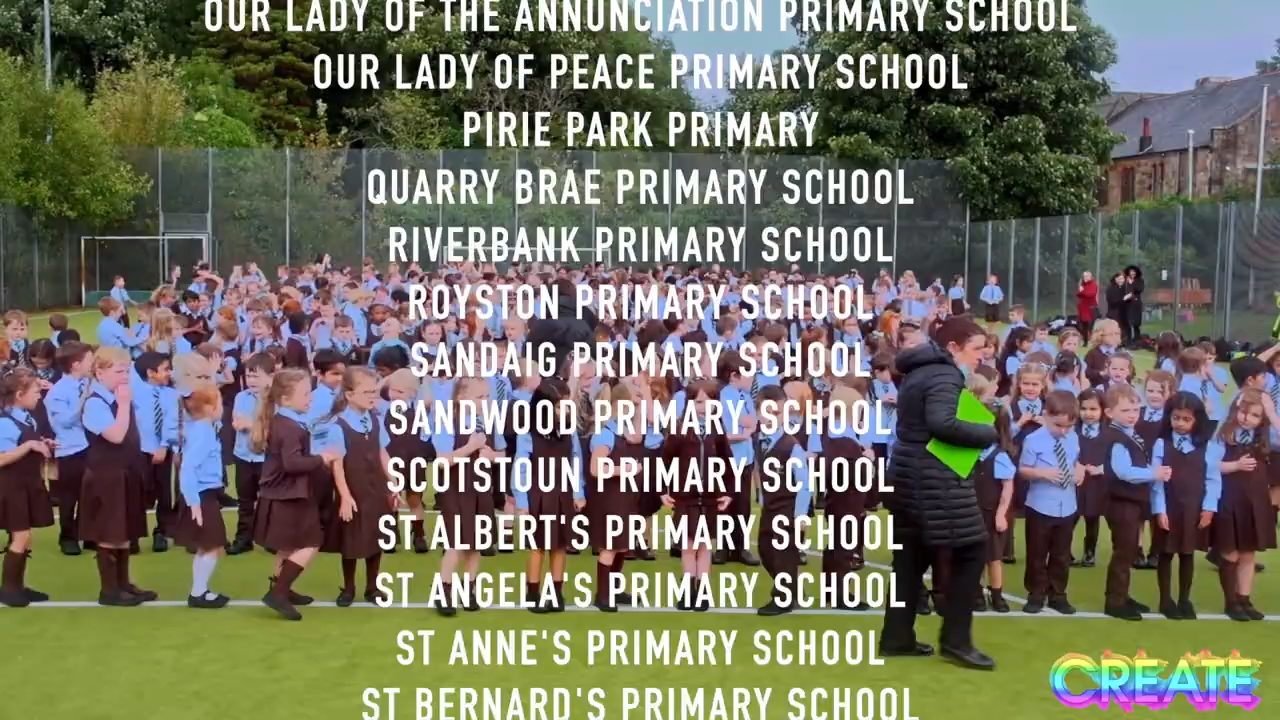 OUR LADY OF THE ANNUNCIATION PRIMARY SCHOOL
OUR LADY OF PEACE PRIMARY SCHOOL
PIRIE PARK PRIMARY
QUARRY BRAE PRIMARY SCHOOL
RIVERBANK PRIMARY SCHOOL
ROYSTON PRIMARY SCHOOL
SANDAIG PRIMARY SCHOOL
SANDWOOD PRIMARY SCHOOL
SCOTSTOUN PRIMARY SCHOOL
ST ALBERT'S PRIMARY SCHOOL
ST ANGELA'S PRIMARY SCHOOL
ST ANNE'S PRIMARY SCHOOL
ST BERNARD'S PRIMARY SCHOOL
CREATE